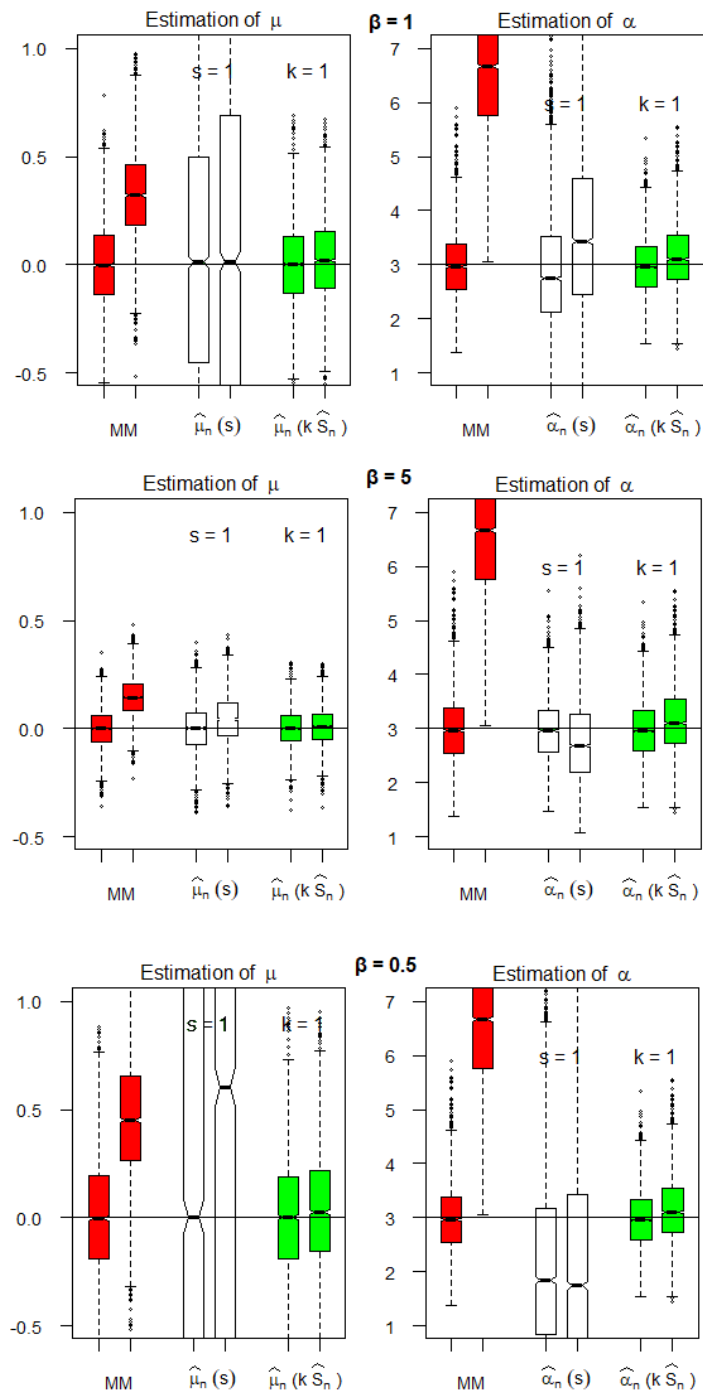 Estimation of μ β = 1 Estimation of α
1.0 0.5 0.0 -0.5
s = 1 k = 1
7 6 5 4 3 2 1
s = 1 k = 1
MM μ̂ₙ (s) μ̂ₙ (k Ŝₙ)
MM α̂ₙ (s) α̂ₙ (k Ŝₙ)
Estimation of μ β = 5 Estimation of α
1.0 0.5 0.0 -0.5
s = 1 k = 1
7 6 5 4 3 2 1
s = 1 k = 1
MM μ̂ₙ (s) μ̂ₙ (k Ŝₙ)
MM α̂ₙ (s) α̂ₙ (k Ŝₙ)
Estimation of μ β = 0.5 Estimation of α
1.0 0.5 0.0 -0.5
s = 1 k = 1
7 6 5 4 3 2 1
s = 1 k = 1
MM μ̂ₙ (s) μ̂ₙ (k Ŝₙ)
MM α̂ₙ (s) α̂ₙ (k Ŝₙ)